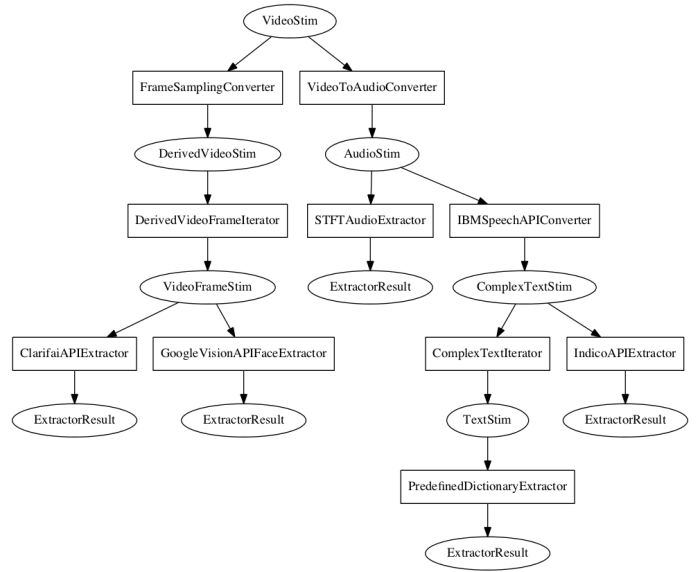 VideoStim
FrameSamplingConverter
VideoToAudioConverter
DerivedVideoStim
AudioStim
DerivedVideoFrameIterator
STFTAudioExtractor
IBMSpeechAPIConverter
VideoFrameStim
ExtractorResult
ComplexTextStim
ClarifaiAPIExtractor
GoogleVisionAPIFaceExtractor
ComplexTextIterator
IndicoAPIExtractor
ExtractorResult
ExtractorResult
TextStim
ExtractorResult
PredefinedDictionaryExtractor
ExtractorResult